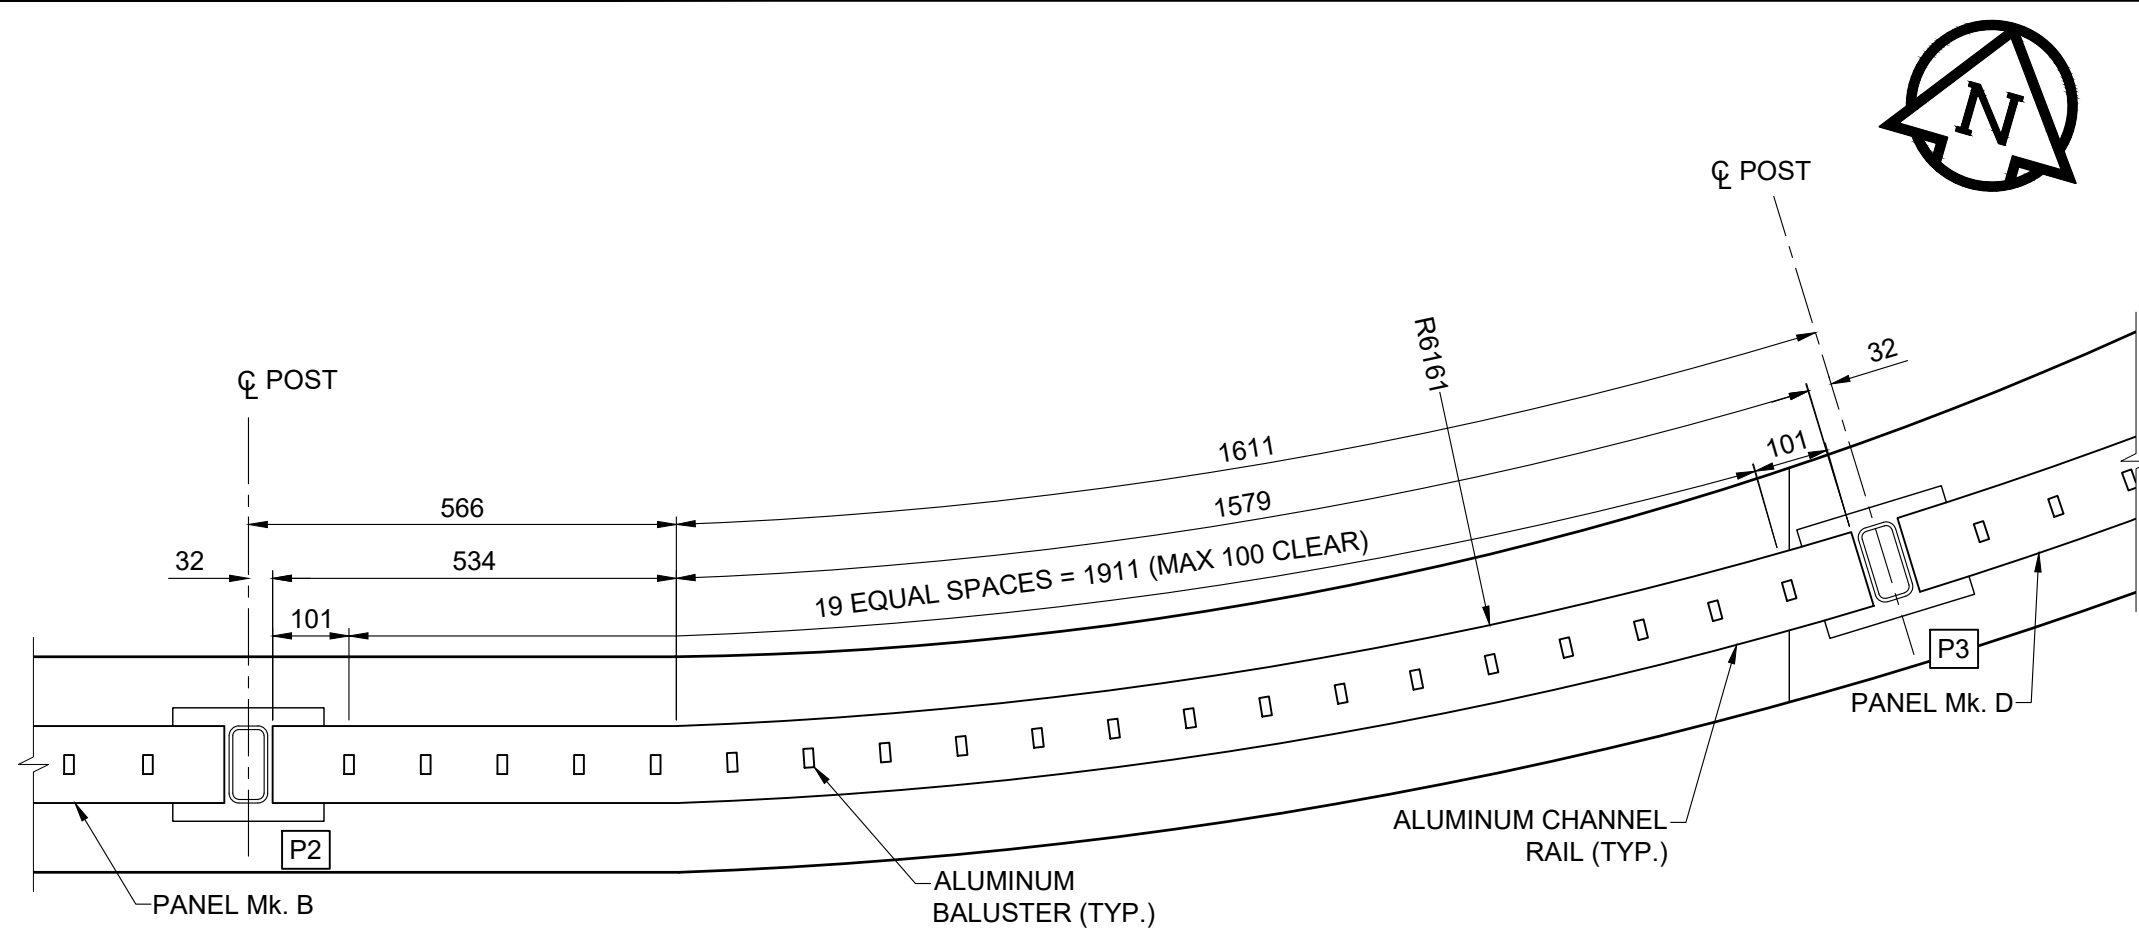 N
℄ POST
℄ POST
R6161
32
1611
101
566
1579
32
534
19 EQUAL SPACES = 1911 (MAX 100 CLEAR)
101
P3
PANEL Mk. D
P2
ALUMINUM CHANNEL
RAIL (TYP.)
ALUMINUM
BALUSTER (TYP.)
PANEL Mk. B